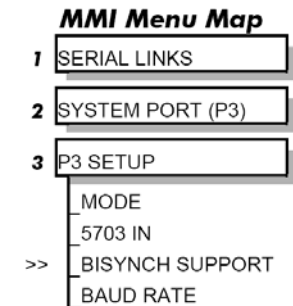 MMI Menu Map
1 SERIAL LINKS
2 SYSTEM PORT (P3)
3 P3 SETUP
MODE
5703 IN
>> BISYNCH SUPPORT
BAUD RATE